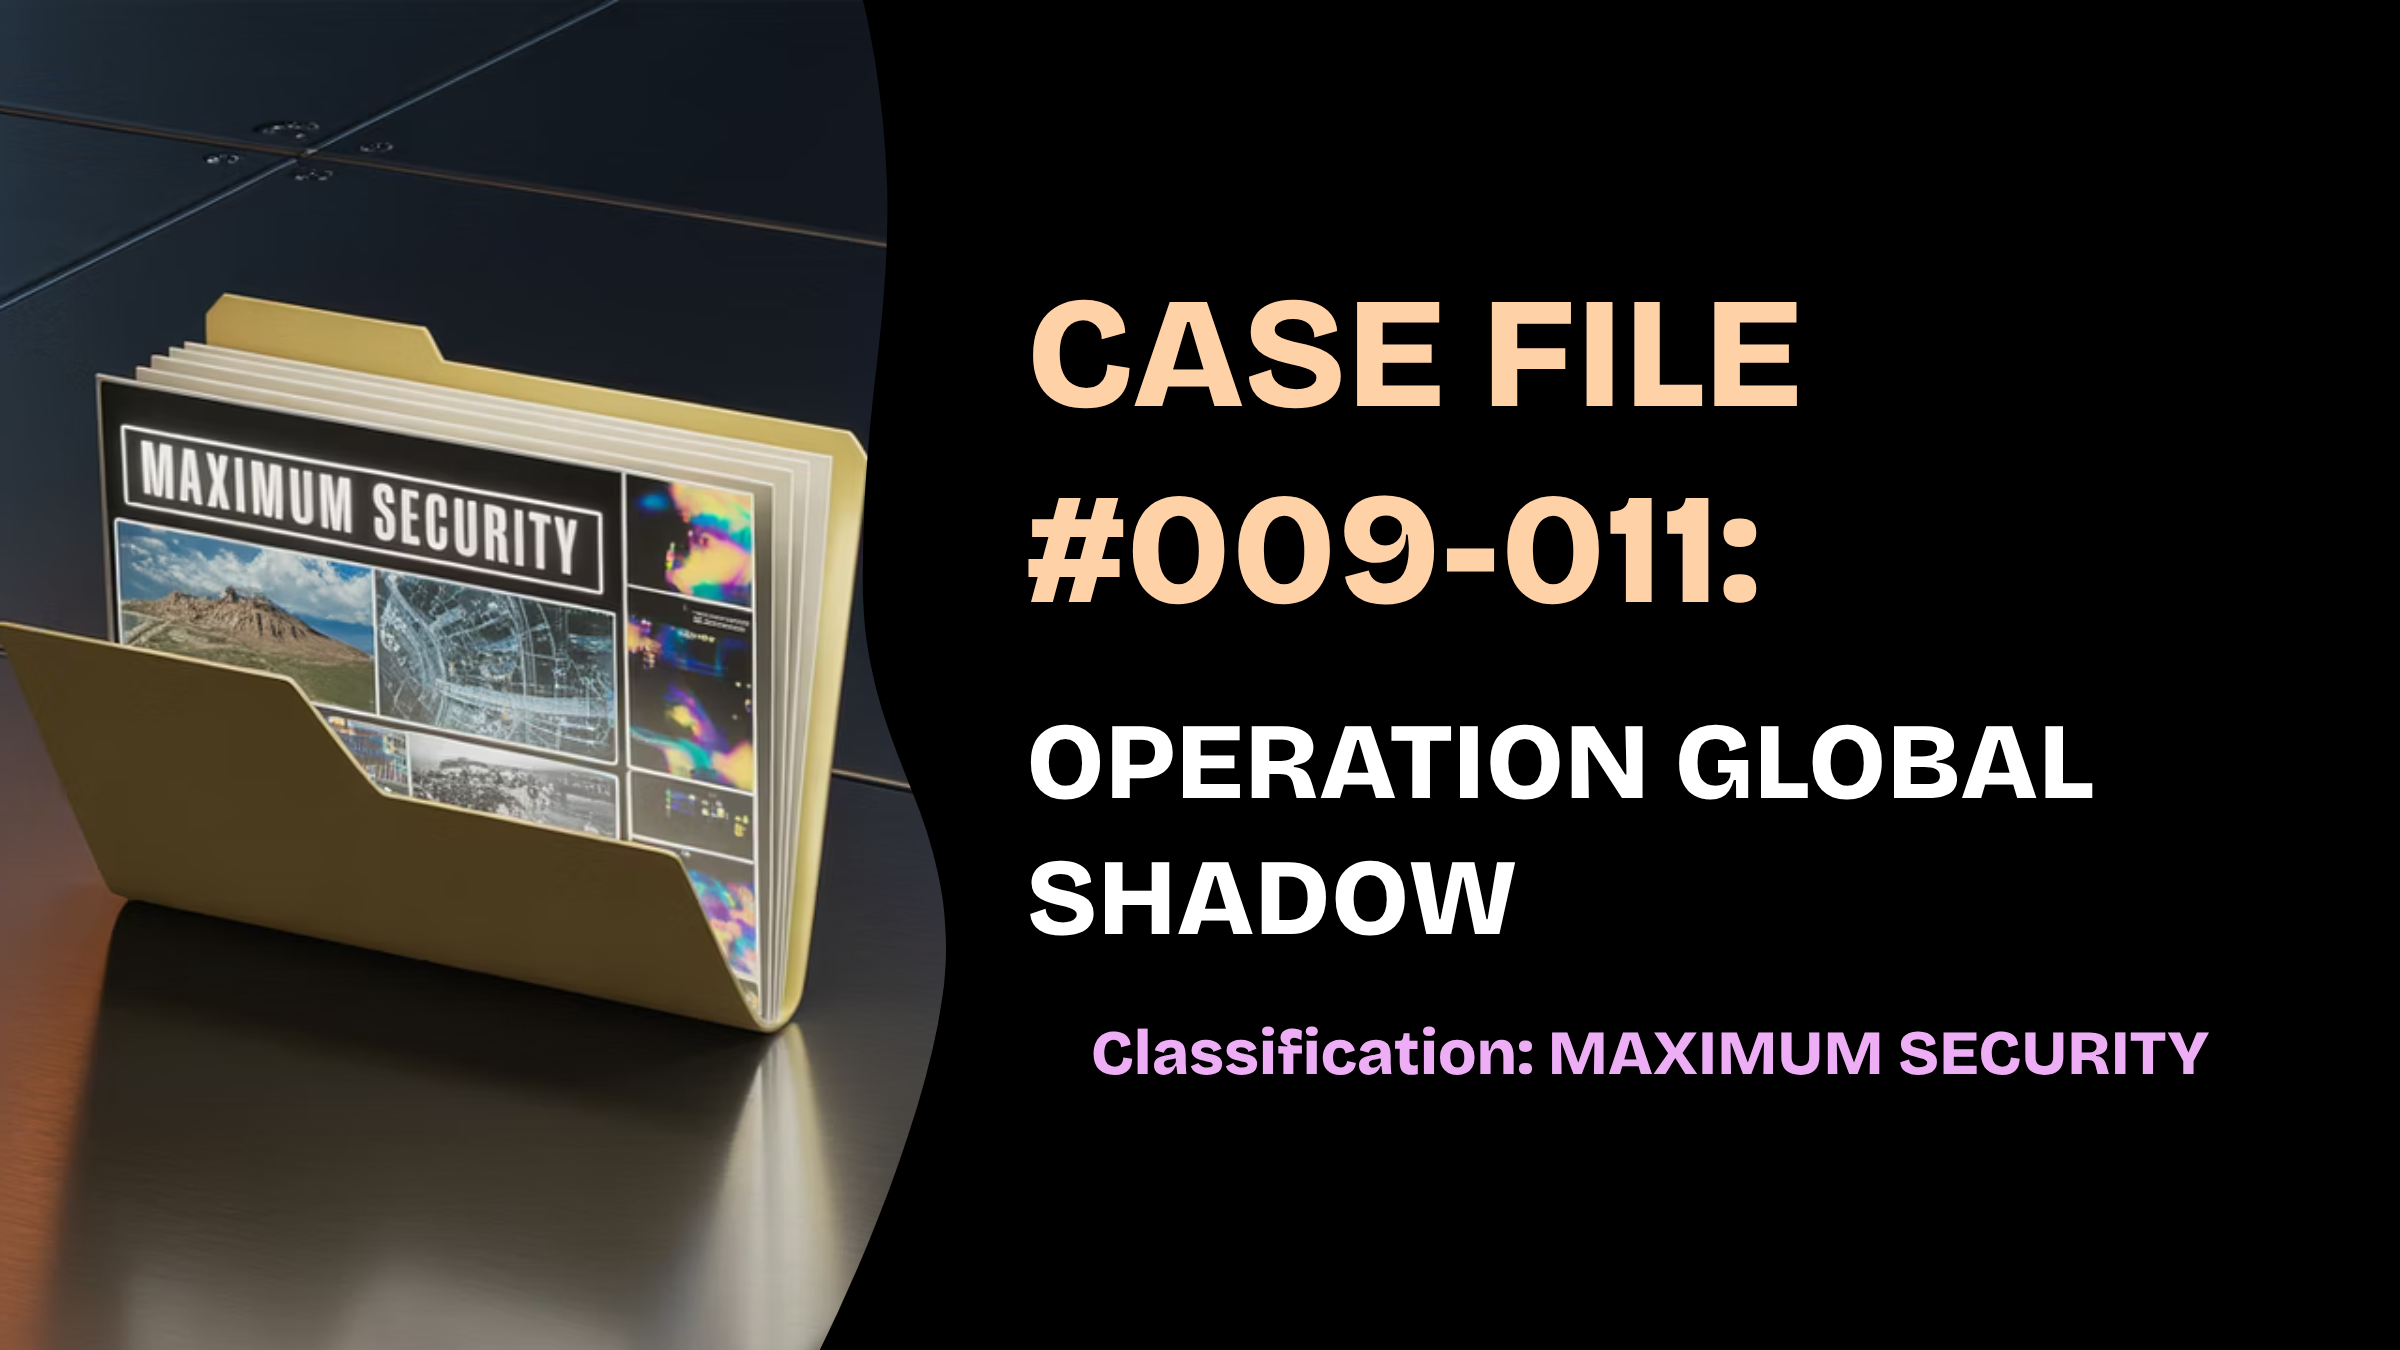 MAXIMUM SECURITY
CASE FILE
#009-011:
OPERATION GLOBAL
SHADOW
Classification: MAXIMUM SECURITY